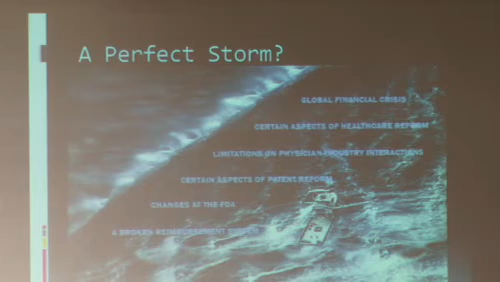 A Perfect Storm?
GLOBAL FINANCIAL CRISIS
CERTAIN ASPECTS OF HEALTHCARE REFORM
LIMITATIONS ON PHYSICIAN-INDUSTRY INTERACTIONS
CERTAIN ASPECTS OF PATENT REFORM
CHANGES AT THE FDA
A BROKEN REIMBURSEMENT